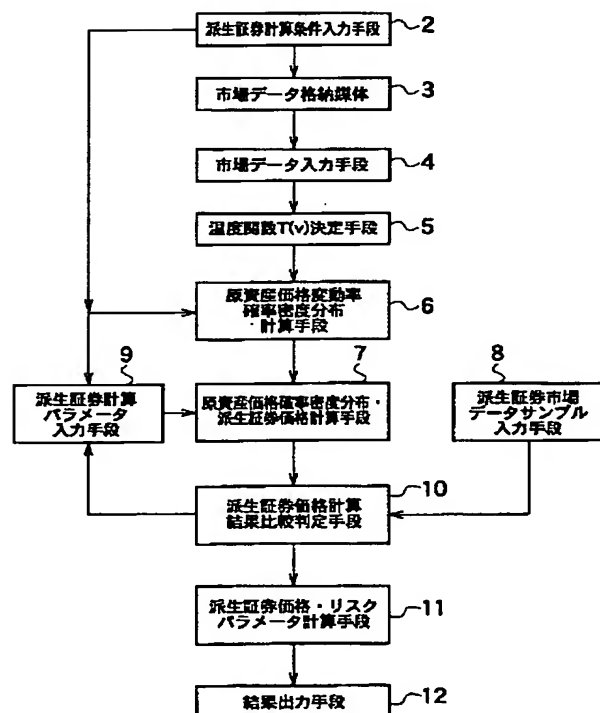 派生証券計算条件入力手段
2
市場データ格納媒体
3
市場データ入力手段
4
温度関数T(v)決定手段
5
原資産価格変動率
確率密度分布
計算手段
6
9
派生証券計算
パラメータ
入力手段
7
原資産価格確率密度分布・
派生証券価格計算手段
8
派生証券市場
データサンプル
入力手段
10
派生証券価格計算
結果比較判定手段
派生証券価格・リスク
パラメータ計算手段
11
結果出力手段
12